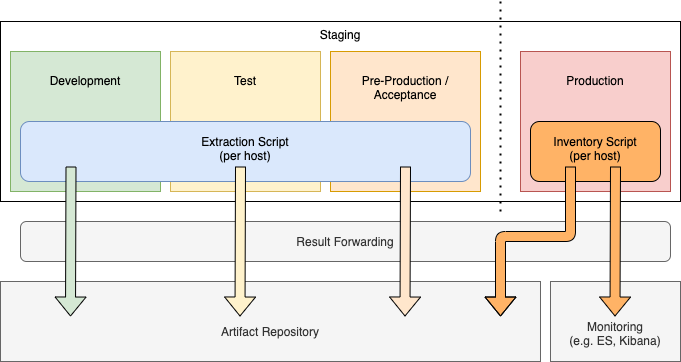 Staging
Development
Test
Pre-Production /
Acceptance
Production
Extraction Script
(per host)
Inventory Script
(per host)
Result Forwarding
Artifact Repository
Monitoring
(e.g. ES, Kibana)